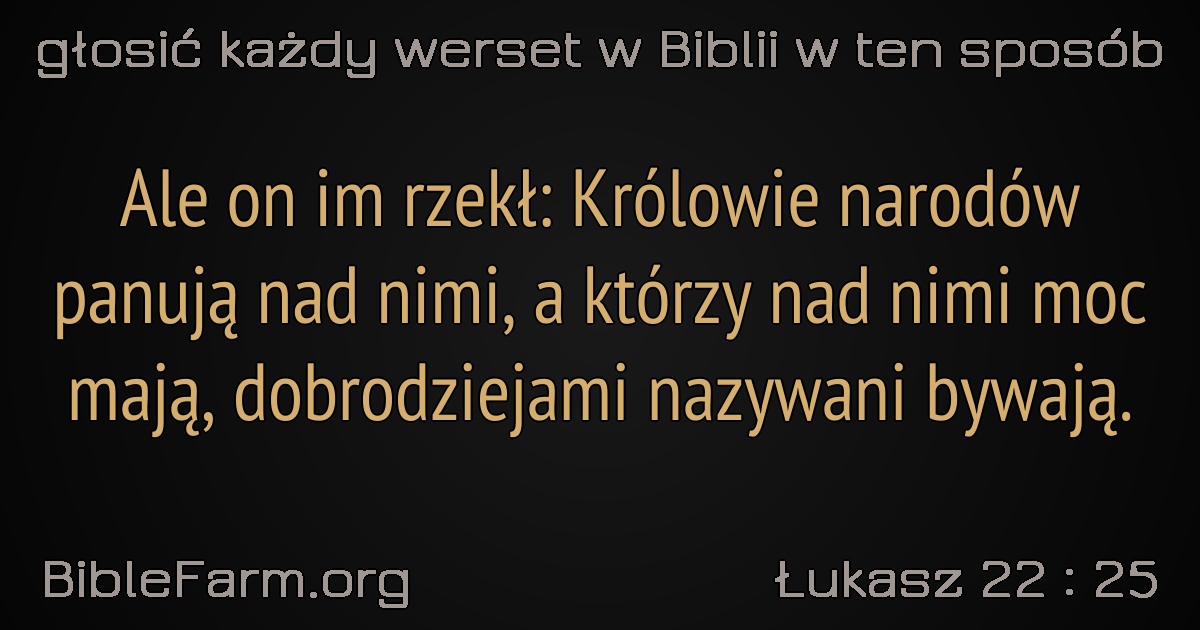 głosić każdy werset w Biblii w ten sposób
Ale on im rzekł: Królowie narodów
panują nad nimi, a którzy nad nimi moc
mają, dobrodziejami nazywani bywają.
BibleFarm.org
Łukasz 22 : 25